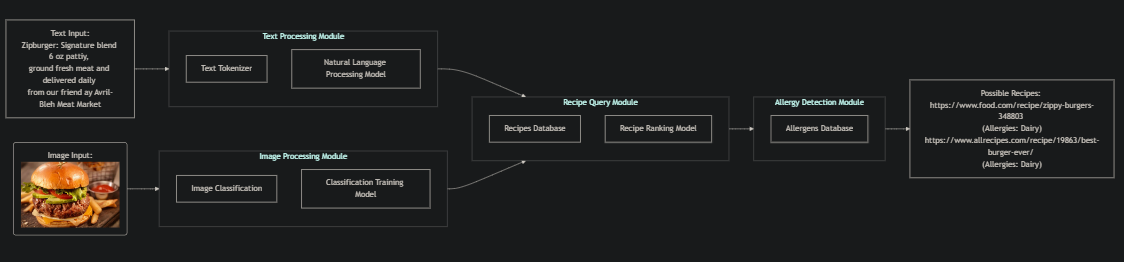 Text Input:
Zipburger: Signature blend
6 oz pattiy,
ground fresh meat and
delivered daily
from our friend ay Avril-
Bleh Meat Market
Text Processing Module
Text Tokenizer
Natural Language
Processing Model
Image Input:
Image Processing Module
Image Classification
Classification Training
Model
Recipe Query Module
Recipes Database
Recipe Ranking Model
Allergy Detection Module
Allergens Database
Possible Recipes:
https://www.food.com/recipe/zippy-burgers-
348803
(Allergies: Dairy)
https://www.allrecipes.com/recipe/19863/best-
burger-ever/
(Allergies: Dairy)